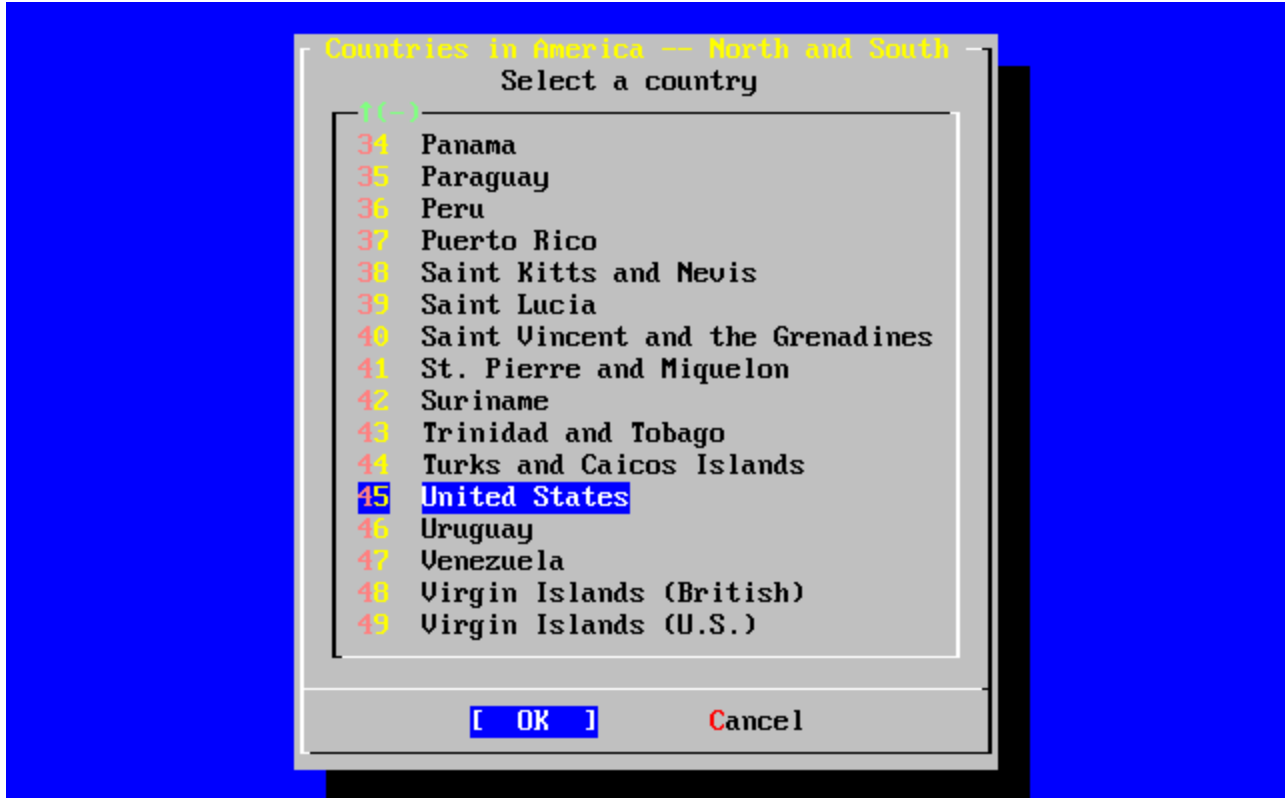 Countries in America -- North and South
Select a country
↑(-)
34 Panama
35 Paraguay
36 Peru
37 Puerto Rico
38 Saint Kitts and Nevis
39 Saint Lucia
40 Saint Vincent and the Grenadines
41 St. Pierre and Miquelon
42 Suriname
43 Trinidad and Tobago
44 Turks and Caicos Islands
45 United States
46 Uruguay
47 Venezuela
48 Virgin Islands (British)
49 Virgin Islands (U.S.)
[ OK ] Cancel